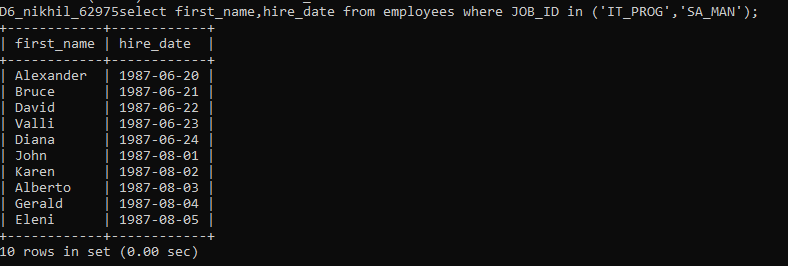 D6_nikhil_62975select first_name,hire_date from employees where JOB_ID in ('IT_PROG','SA_MAN');
+------------+------------+
| first_name | hire_date  |
+------------+------------+
| Alexander  | 1987-06-20 |
| Bruce      | 1987-06-21 |
| David      | 1987-06-22 |
| Valli      | 1987-06-23 |
| Diana      | 1987-06-24 |
| John       | 1987-08-01 |
| Karen      | 1987-08-02 |
| Alberto    | 1987-08-03 |
| Gerald     | 1987-08-04 |
| Eleni      | 1987-08-05 |
+------------+------------+
10 rows in set (0.00 sec)